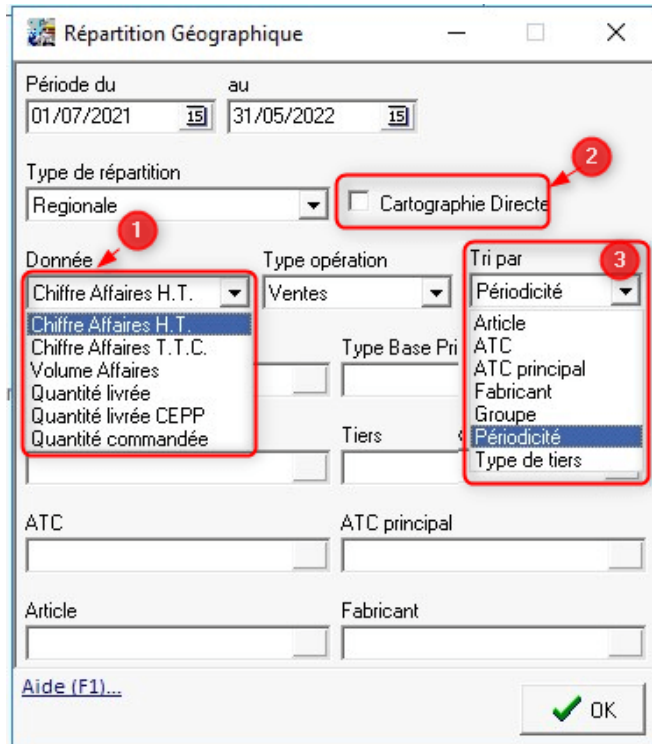 Répartition Géographique
Période du au
01/07/2021 15 31/05/2022 15
2
Type de répartition
Regionale Cartographie Directe
1
Donnée Type opération Tri par 3
Chiffre Affaires H.T. Ventes Périodicité
Chiffre Affaires H.T.
Chiffre Affaires T.T.C.
Volume Affaires
Quantité livrée
Quantité livrée CEPP
Quantité commandée
Type Base Pri
Tiers
Article
ATC
ATC principal
Fabricant
Groupe
Périodicité
Type de tiers
ATC ATC principal
Article Fabricant
Aide (F1)...
OK